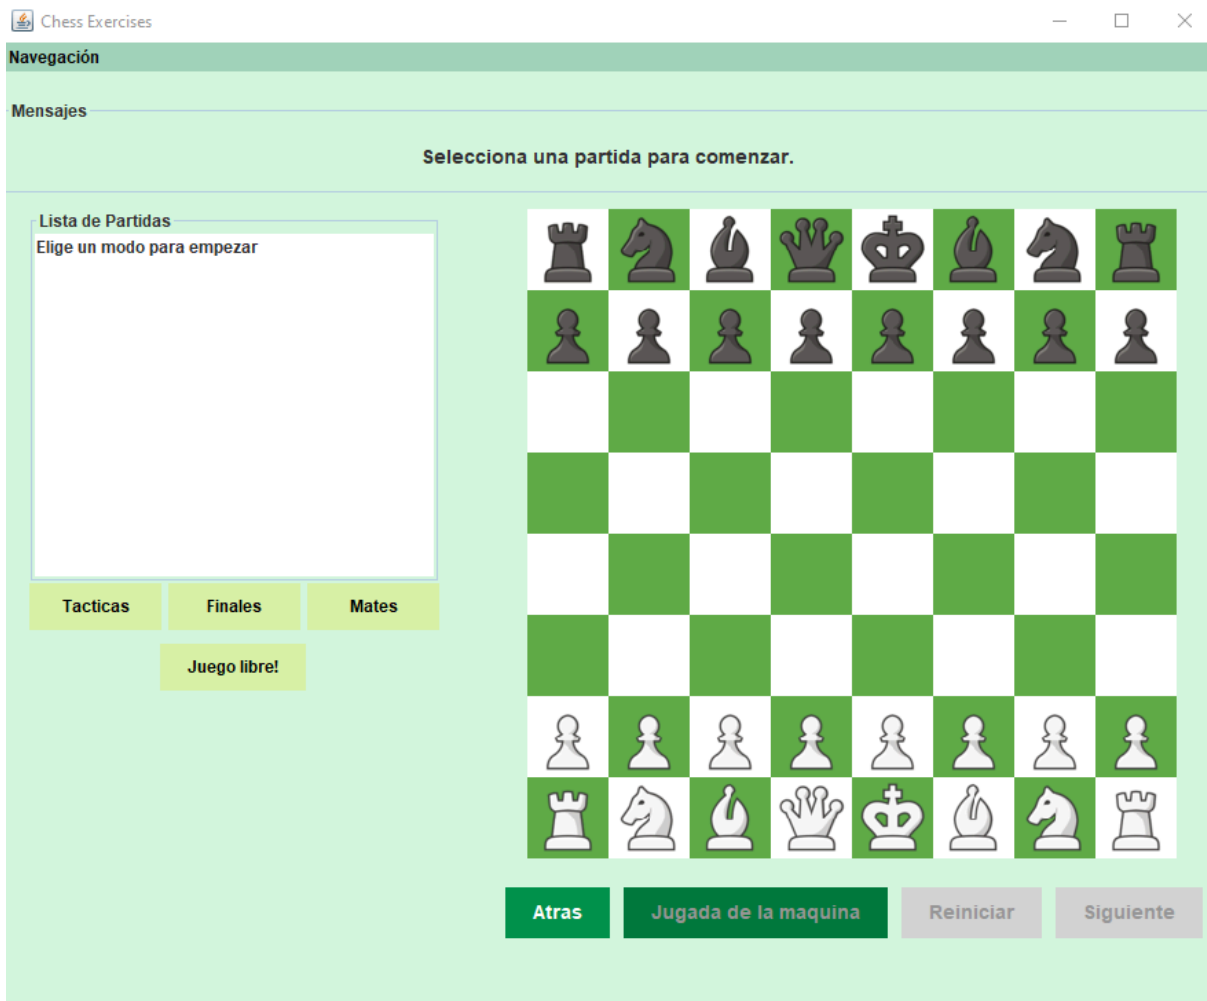 Chess Exercises
Navegación
Mensajes
Selecciona una partida para comenzar.
Lista de Partidas
Elige un modo para empezar
Tacticas
Finales
Mates
Juego libre!
Atras
Jugada de la maquina
Reiniciar
Siguiente